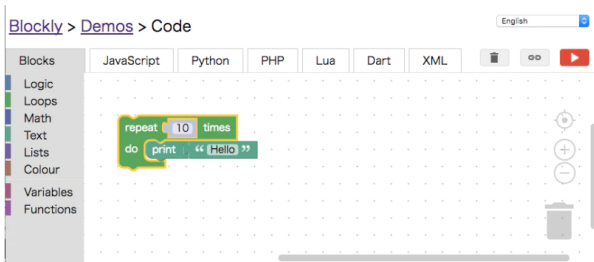 Blockly > Demos > Code
English
Blocks JavaScript Python PHP Lua Dart XML
Logic
Loops
Math
Text
Lists
Colour
Variables
Functions
repeat 10 times
do print “ Hello ”